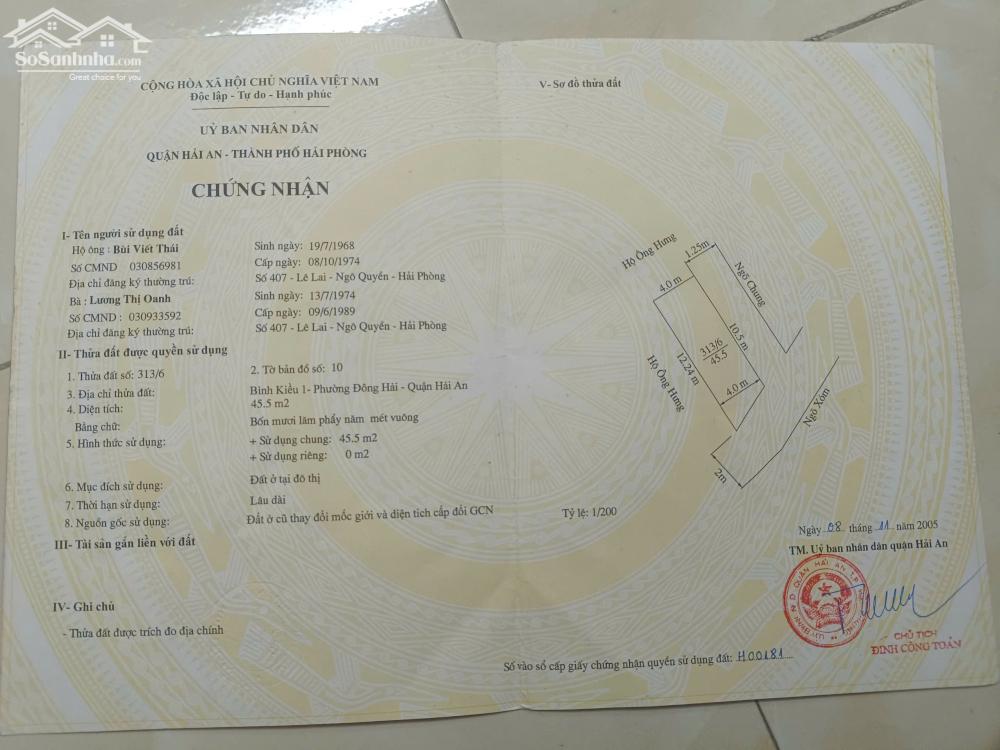 SoSanhnha.com
Great choice for you
CỘNG HÒA XÃ HỘI CHỦ NGHĨA VIỆT NAM
Độc lập - Tự do - Hạnh phúc
UỶ BAN NHÂN DÂN
QUẬN HẢI AN - THÀNH PHỐ HẢI PHÒNG
CHỨNG NHẬN
I- Tên người sử dụng đất
Hộ ông : Bùi Viết Thái Sinh ngày: 19/7/1968
Số CMND 030856981 Cấp ngày: 08/10/1974
Địa chỉ đăng ký thường trú: Số 407 - Lê Lai - Ngô Quyền - Hải Phòng
Bà : Lương Thị Oanh Sinh ngày: 13/7/1974
Số CMND : 030933592 Cấp ngày: 09/6/1989
Địa chỉ đăng ký thường trú: Số 407 - Lê Lai - Ngô Quyền - Hải Phòng
II- Thửa đất được quyền sử dụng
1. Thửa đất số: 313/6 2. Tờ bản đồ số: 10
3. Địa chỉ thửa đất: Bình Kiều 1- Phường Đông Hải - Quận Hải An
4. Diện tích: 45.5 m2
Bằng chữ: Bốn mươi lăm phẩy năm mét vuông
5. Hình thức sử dụng: + Sử dụng chung: 45.5 m2
+ Sử dụng riêng: 0 m2
6. Mục đích sử dụng: Đất ở tại đô thị
7. Thời hạn sử dụng: Lâu dài
8. Nguồn gốc sử dụng: Đất ở cũ thay đổi mốc giới và diện tích cấp đổi GCN
III- Tài sản gắn liền với đất
IV- Ghi chú
- Thửa đất được trích đo địa chính
V- Sơ đồ thửa đất
Hộ Ông Hưng
1.25m
Ngõ Chung
4.0 m
10.5 m
313/6
45.5
12.24 m
Hộ Ông Hưng
4.0 m
Ngõ Xóm
2m
Tỷ lệ: 1/200
Ngày 08 tháng 11 năm 2005
TM. Uỷ ban nhân dân quận Hải An
CHỦ TỊCH
ĐINH CÔNG TOẢN
Số vào sổ cấp giấy chứng nhận quyền sử dụng đất: H00181